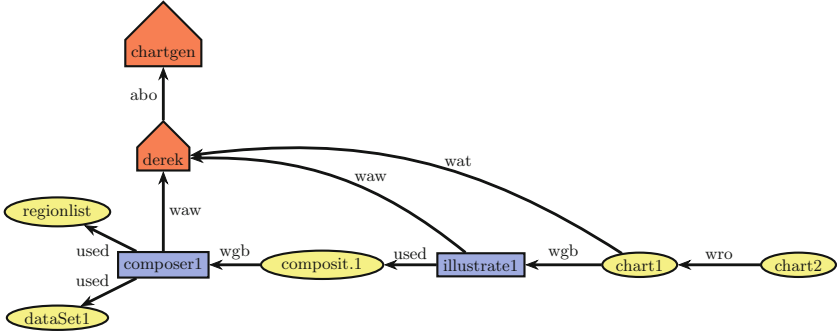 chartgen
abo
derek
wat
waw
regionlist
waw
used
wgb
used
wgb
wro
composer1
composit.1
illustrate1
chart1
chart2
used
dataSet1